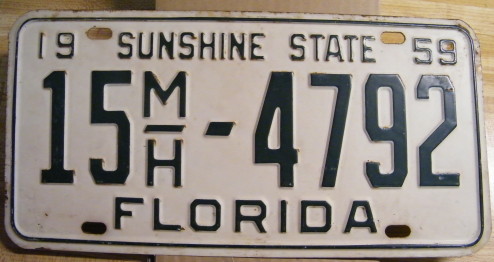 19 SUNSHINE STATE 59
15 M/H-4792
FLORIDA